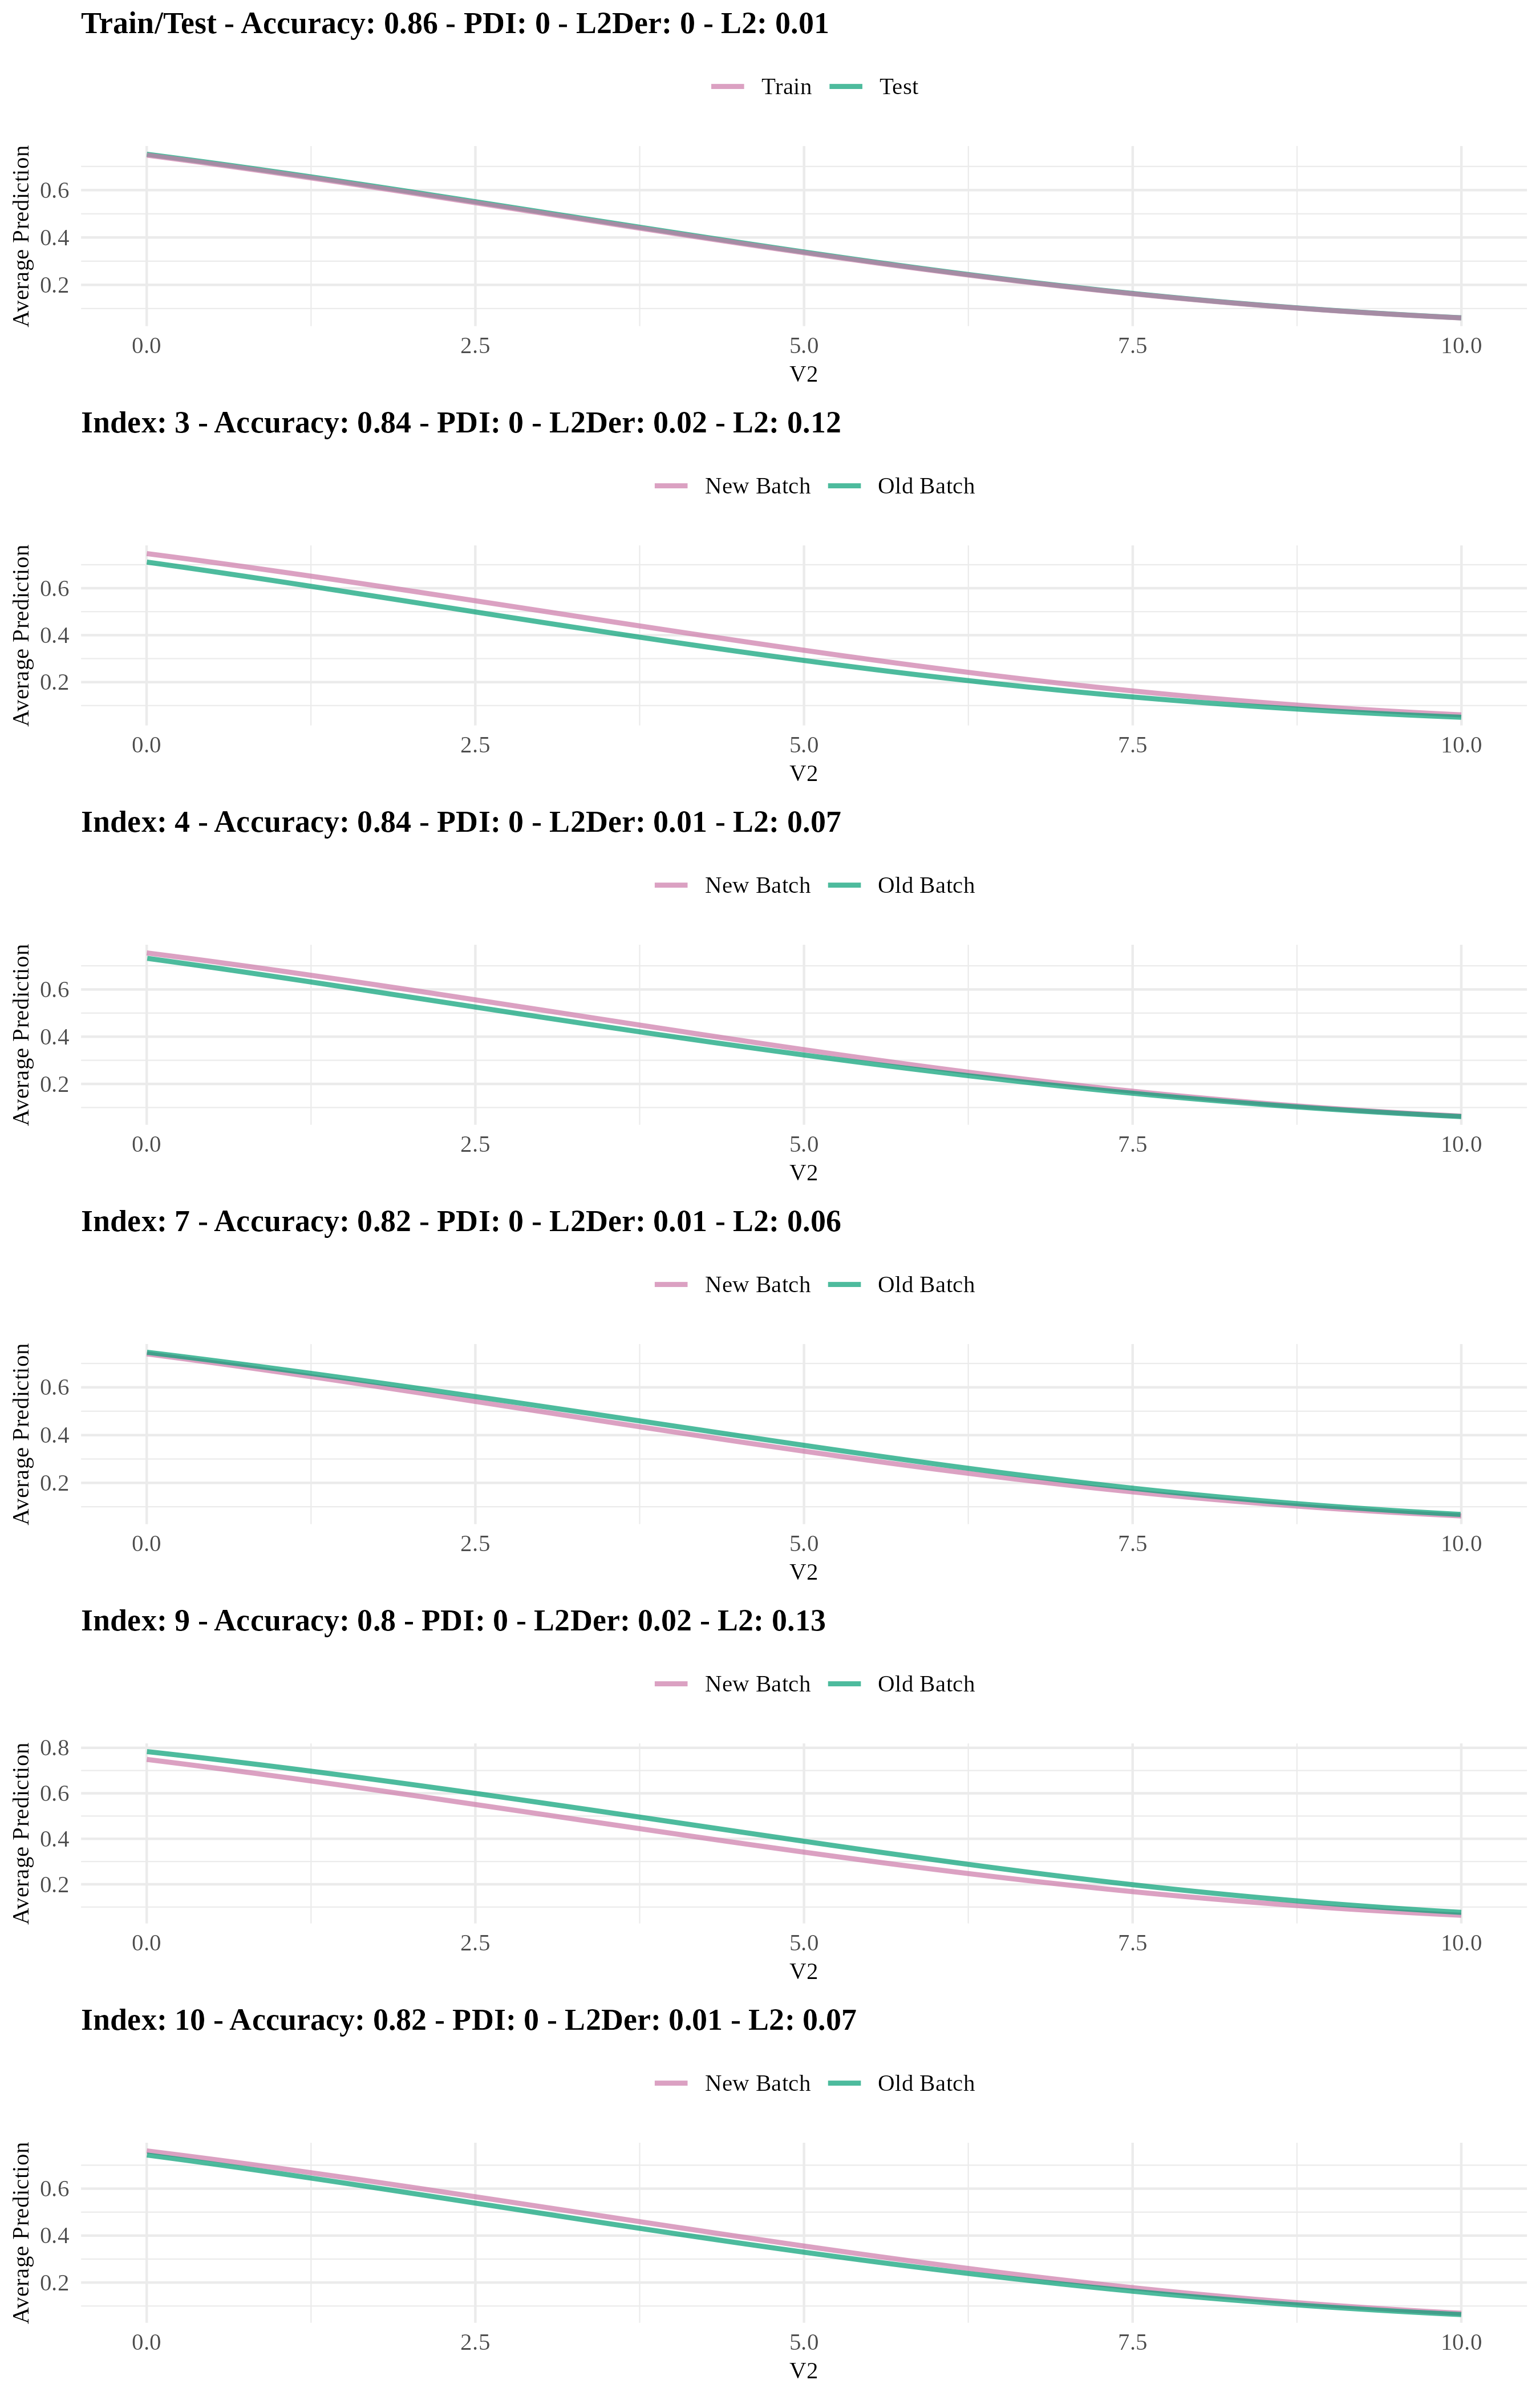 Train/Test - Accuracy: 0.86 - PDI: 0 - L2Der: 0 - L2: 0.01
Train Test
Average Prediction
0.6
0.4
0.2
0.0 2.5 5.0 7.5 10.0
V2
Index: 3 - Accuracy: 0.84 - PDI: 0 - L2Der: 0.02 - L2: 0.12
New Batch Old Batch
Average Prediction
0.6
0.4
0.2
0.0 2.5 5.0 7.5 10.0
V2
Index: 4 - Accuracy: 0.84 - PDI: 0 - L2Der: 0.01 - L2: 0.07
New Batch Old Batch
Average Prediction
0.6
0.4
0.2
0.0 2.5 5.0 7.5 10.0
V2
Index: 7 - Accuracy: 0.82 - PDI: 0 - L2Der: 0.01 - L2: 0.06
New Batch Old Batch
Average Prediction
0.6
0.4
0.2
0.0 2.5 5.0 7.5 10.0
V2
Index: 9 - Accuracy: 0.8 - PDI: 0 - L2Der: 0.02 - L2: 0.13
New Batch Old Batch
Average Prediction
0.8
0.6
0.4
0.2
0.0 2.5 5.0 7.5 10.0
V2
Index: 10 - Accuracy: 0.82 - PDI: 0 - L2Der: 0.01 - L2: 0.07
New Batch Old Batch
Average Prediction
0.6
0.4
0.2
0.0 2.5 5.0 7.5 10.0
V2